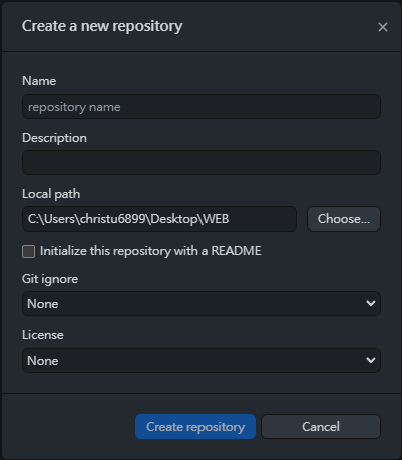 Create a new repository
Name
repository name
Description
Local path
C:\Users\christu6899\Desktop\WEB
Choose...
Initialize this repository with a README
Git ignore
None
License
None
Create repository
Cancel